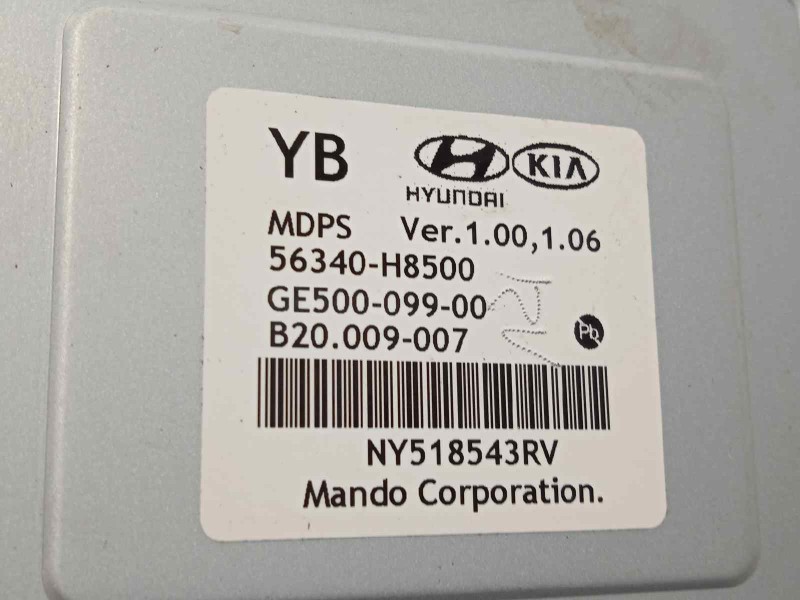 YB
HYUNDAI
KIA
MDPS Ver.1.00,1.06
56340-H8500
GE500-099-00
B20.009-007
Pb
NY518543RV
Mando Corporation.